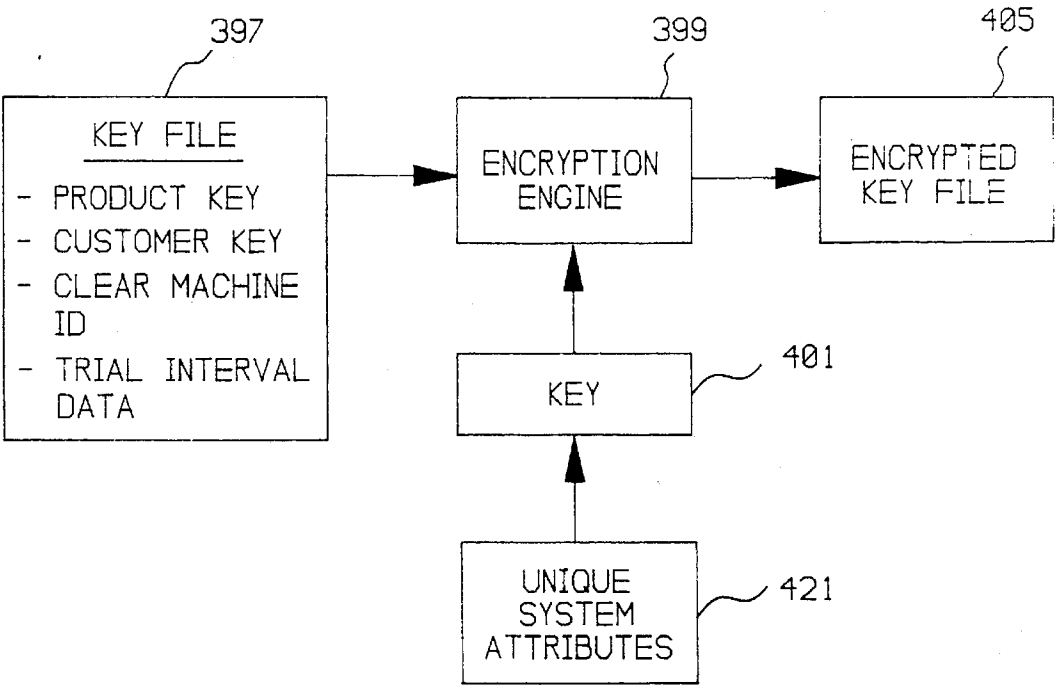 397
399
405
KEY FILE
- PRODUCT KEY
- CUSTOMER KEY
- CLEAR MACHINE
ID
- TRIAL INTERVAL
DATA
ENCRYPTION
ENGINE
ENCRYPTED
KEY FILE
KEY
401
UNIQUE
SYSTEM
ATTRIBUTES
421